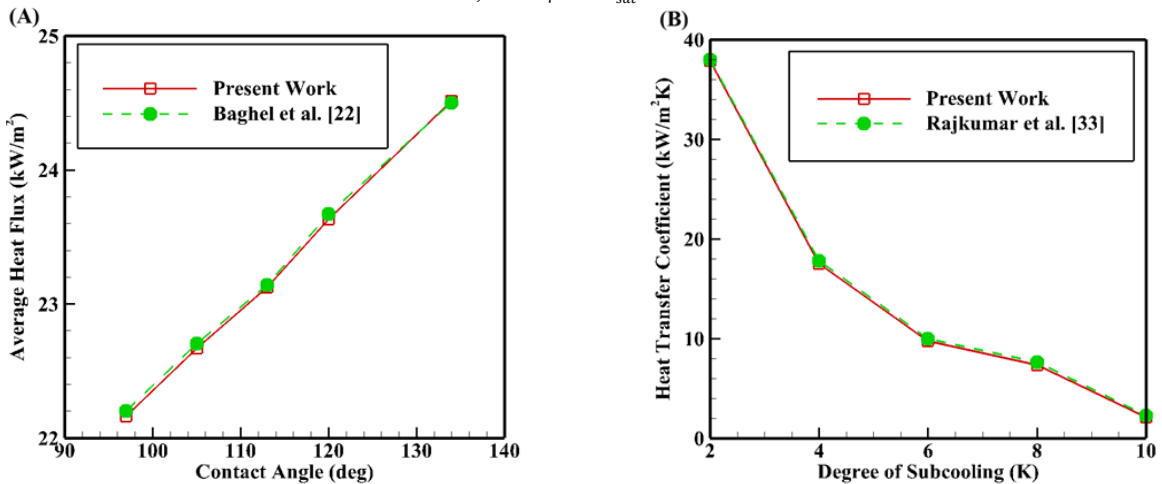 (A)
25
24
23
22
90
100
110
120
130
140
Average Heat Flux (kW/m²)
Contact Angle (deg)
Present Work
Baghel et al. [22]
sat
(B)
40
30
20
10
0
2
4
6
8
10
Heat Transfer Coefficient (kW/m²K)
Degree of Subcooling (K)
Present Work
Rajkumar et al. [33]